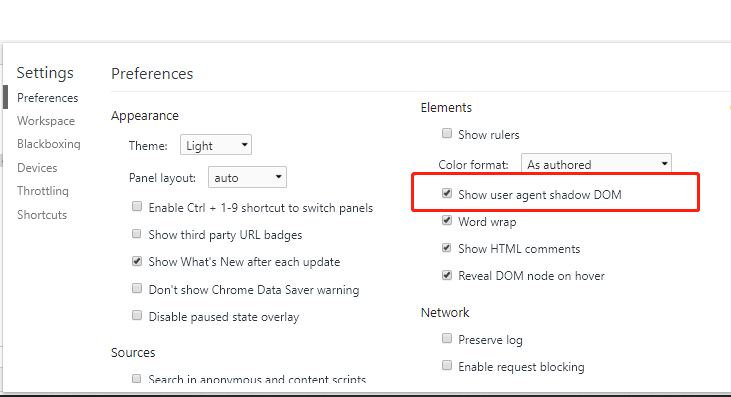 Settings
Preferences
Workspace
Blackboxing
Devices
Throttling
Shortcuts
Preferences
Appearance
Theme: Light
Panel layout: auto
Enable Ctrl + 1-9 shortcut to switch panels
Show third party URL badges
Show What's New after each update
Don't show Chrome Data Saver warning
Disable paused state overlay
Sources
Search in anonymous and content scripts
Elements
Show rulers
Color format: As authored
Show user agent shadow DOM
Word wrap
Show HTML comments
Reveal DOM node on hover
Network
Preserve log
Enable request blocking